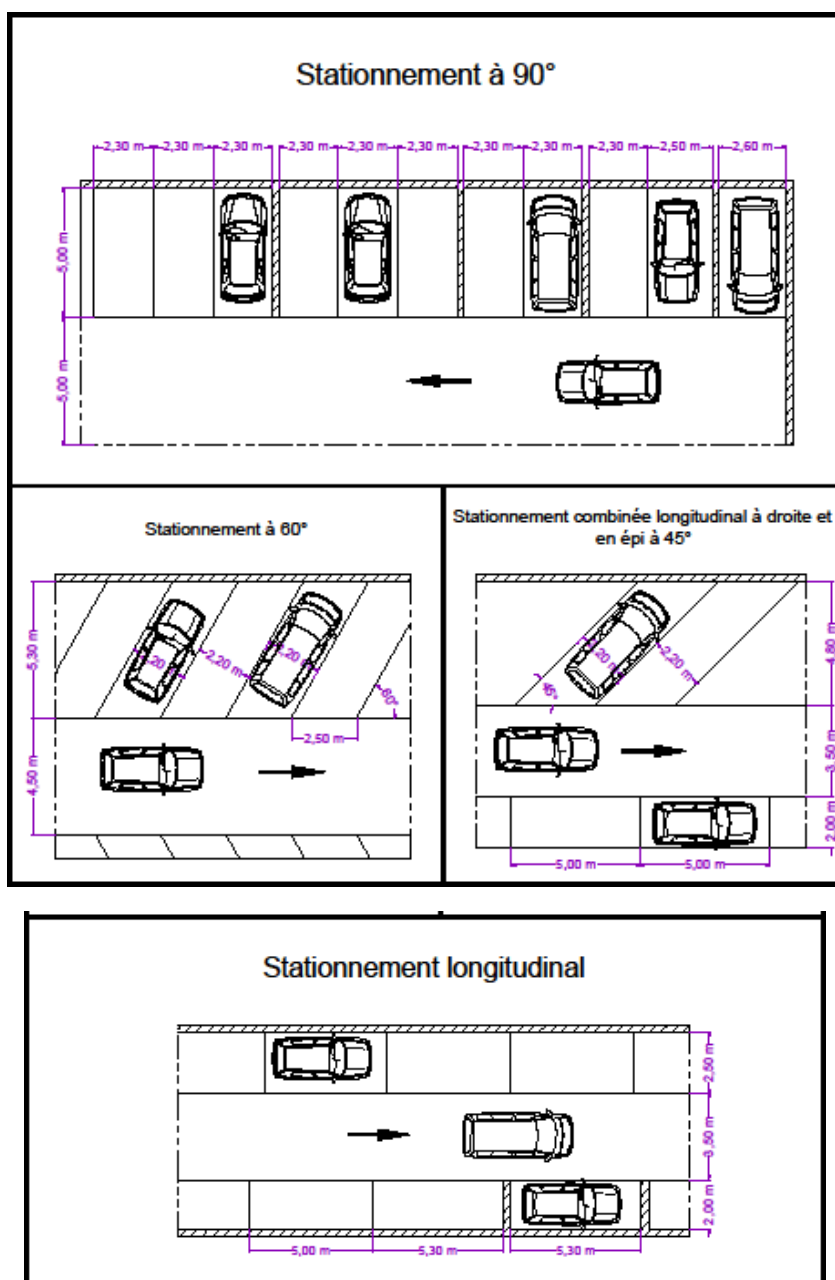 Stationnement à 90°
2,30 m 2,30 m 2,30 m 2,30 m 2,30 m 2,30 m 2,30 m 2,30 m 2,30 m 2,50 m 2,60 m
5,00 m
5,00 m
Stationnement à 60°
5,30 m
2,20 m
2,20 m
2,20 m
60°
2,50 m
4,50 m
Stationnement combinée longitudinal à droite et
en épi à 45°
4,80 m
2,20 m
2,20 m
45°
3,50 m
2,00 m
5,00 m 5,00 m
Stationnement longitudinal
2,50 m
3,50 m
2,00 m
5,00 m 5,30 m 5,30 m